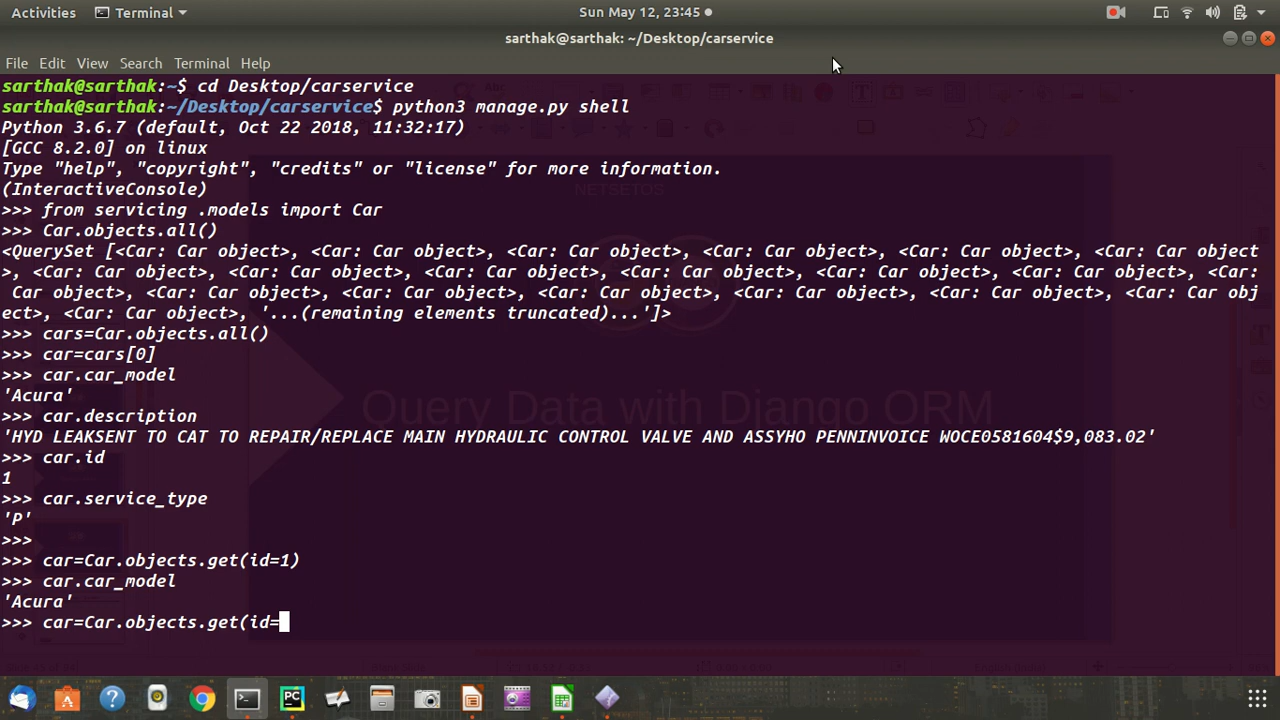 Activities Terminal Sun May 12, 23:45
sarthak@sarthak: ~/Desktop/carservice
File Edit View Search Terminal Help
sarthak@sarthak:~$ cd Desktop/carservice
sarthak@sarthak:~/Desktop/carservice$ python3 manage.py shell
Python 3.6.7 (default, Oct 22 2018, 11:32:17)
[GCC 8.2.0] on linux
Type "help", "copyright", "credits" or "license" for more information.
(InteractiveConsole)
NETSETOS
>>> from servicing .models import Car
>>> Car.objects.all()
<QuerySet [<Car: Car object>, <Car: Car object>, <Car: Car object>, <Car: Car object>, <Car: Car object>, <Car: Car object
>, <Car: Car object>, <Car: Car object>, <Car: Car object>, <Car: Car object>, <Car: Car object>, <Car: Car object>, <Car:
 Car object>, <Car: Car object>, <Car: Car object>, <Car: Car object>, <Car: Car object>, <Car: Car object>, <Car: Car obj
ect>, <Car: Car object>, '...(remaining elements truncated)...']>
>>> cars=Car.objects.all()
>>> car=cars[0]
>>> car.car_model
'Acura'
Query Data with Django ORM
>>> car.description
'HYD LEAKSENT TO CAT TO REPAIR/REPLACE MAIN HYDRAULIC CONTROL VALVE AND ASSYHO PENNINVOICE WOCE0581604$9,083.02'
>>> car.id
1
>>> car.service_type
'P'
>>>
>>> car=Car.objects.get(id=1)
>>> car.car_model
'Acura'
>>> car=Car.objects.get(id=